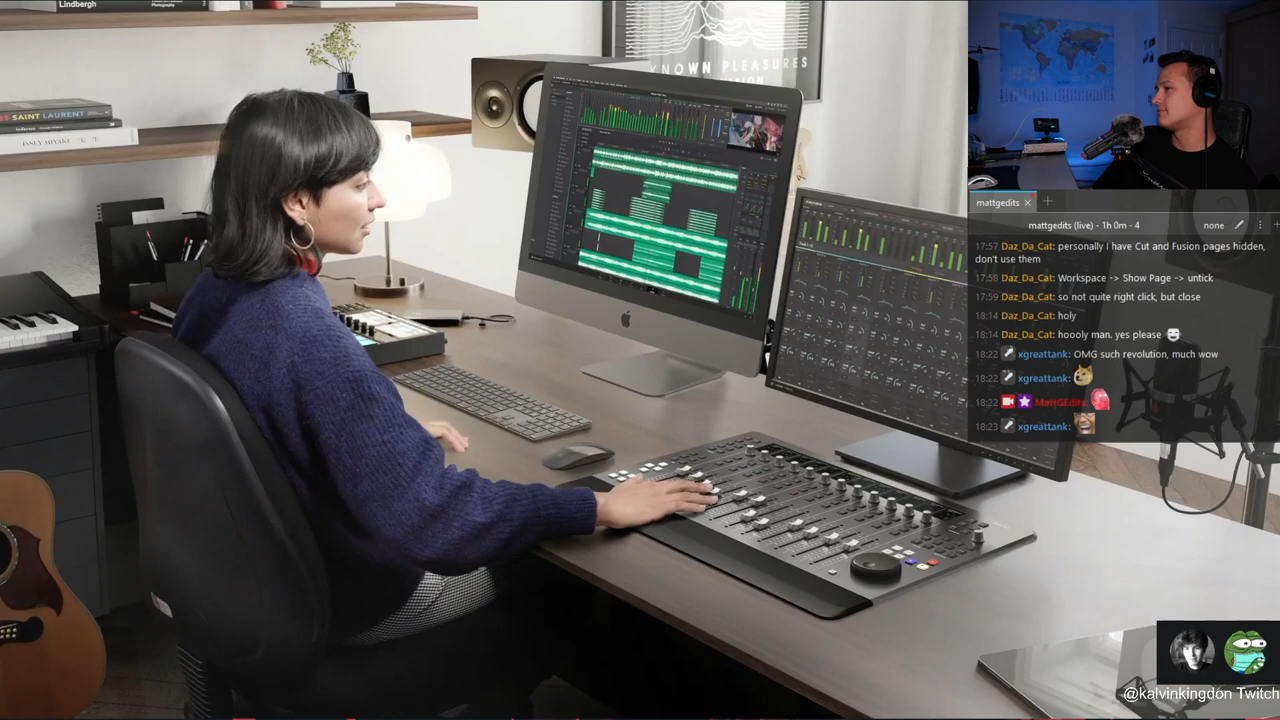 Lindbergh
Photography
KNOWN PLEASURES
SAINT LAURENT
ISSEY MIYAKE
mattgedits
mattgedits (live) - 1h 0m - 4
none
17:57 Daz_Da_Cat: personally i have Cut and Fusion pages hidden,
don't use them
17:58 Daz_Da_Cat: Workspace -> Show Page -> untick
17:59 Daz_Da_Cat: so not quite right click, but close
18:14 Daz_Da_Cat: holy
18:14 Daz_Da_Cat: hoooly man. yes please
18:22 xgreattank: OMG such revolution, much wow
18:22 xgreattank:
18:22 MattGEdits:
18:23 xgreattank:
@kalvinkingdon Twitch